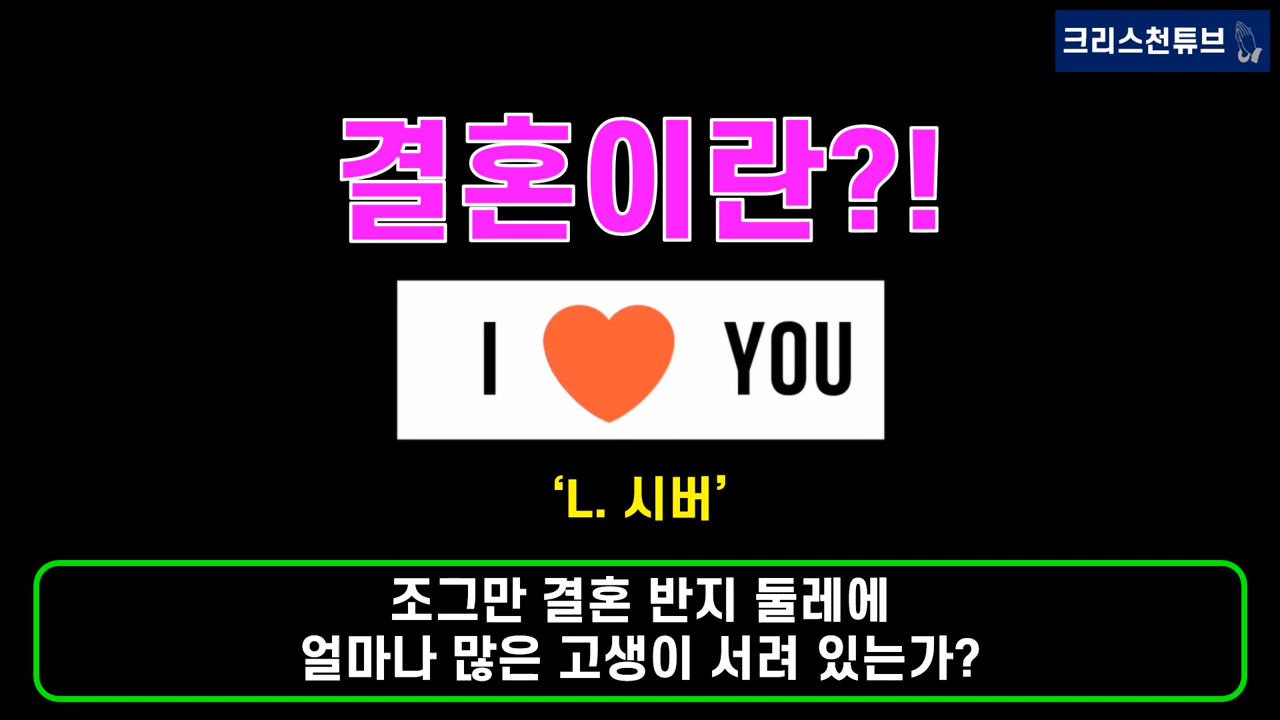 크리스천튜브
결혼이란?!
I YOU
‘L. 시버’
조그만 결혼 반지 둘레에
얼마나 많은 고생이 서려 있는가?